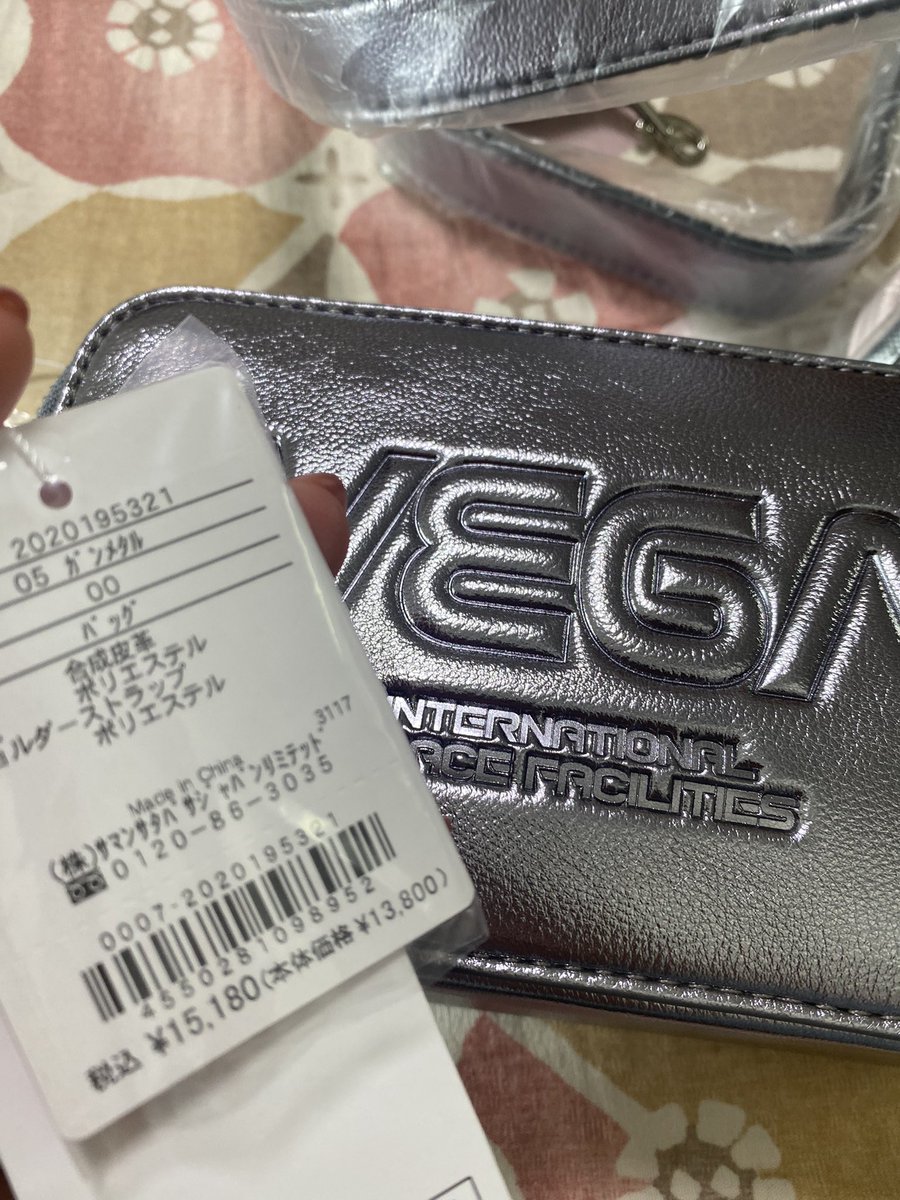 2020195321
05 ガンメタル
00
バッグ
合成皮革
ポリエステル
ルダーストラップ
ポリエステル
3117
Made in China
(株)サマンサタバサジャパンリミテッド
0120-86-3035
0007-2020195321
4550281098952
税込 ¥15,180(本体価格 ¥13,800)
VEGA
INTERNATIONAL
ACE FACILITIES